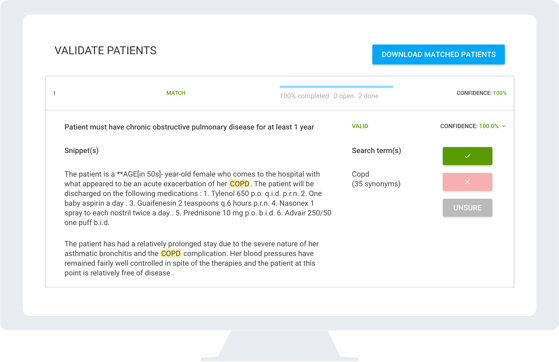 VALIDATE PATIENTS
DOWNLOAD MATCHED PATIENTS
1 MATCH 100% completed 0 open 2 done CONFIDENCE: 100%
Patient must have chronic obstructive pulmonary disease for at least 1 year VALID CONFIDENCE: 100.0%
Snippet(s)
The patient is a **AGE[in 50s]- year-old female who comes to the hospital with
what appeared to be an acute exacerbation of her COPD . The patient will be
discharged on the following medications : 1. Tylenol 650 p.o. q.i.d. p.r.n. 2. One
baby aspirin a day . 3. Guaifenesin 2 teaspoons q.6 hours p.r.n. 4. Nasonex 1
spray to each nostril twice a day . 5. Prednisone 10 mg p.o. b.i.d. 6. Advair 250/50
one puff b.i.d.
The patient has had a relatively prolonged stay due to the severe nature of her
asthmatic bronchitis and the COPD complication. Her blood pressures have
remained fairly well controlled in spite of the therapies and the patient at this
point is relatively free of disease .
Search term(s)
Copd
(35 synonyms)
UNSURE